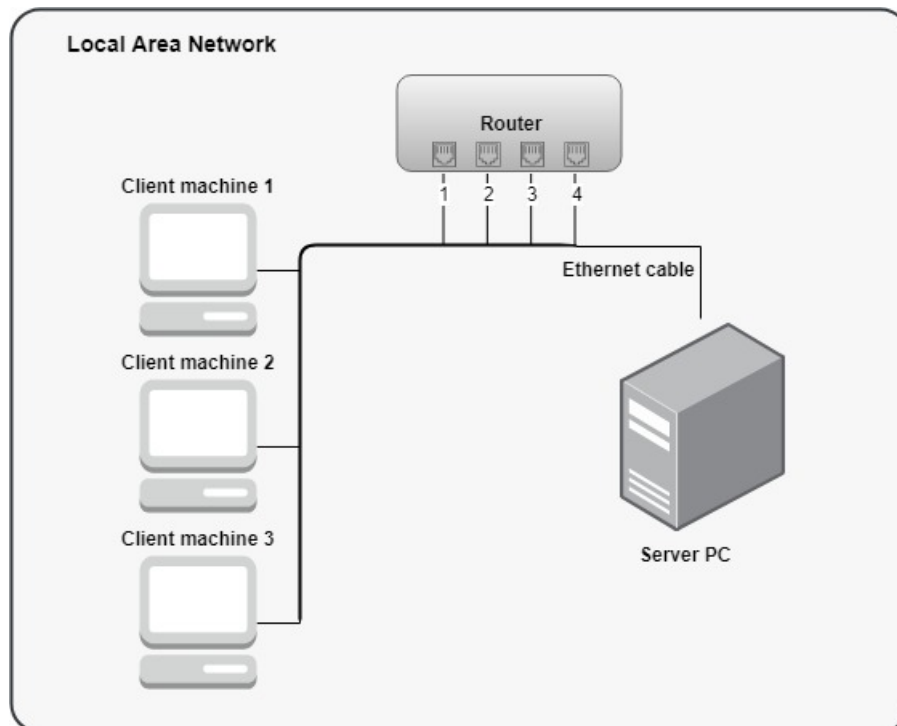 Local Area Network
Router
1 2 3 4
Client machine 1
Ethernet cable
Client machine 2
Client machine 3
Server PC